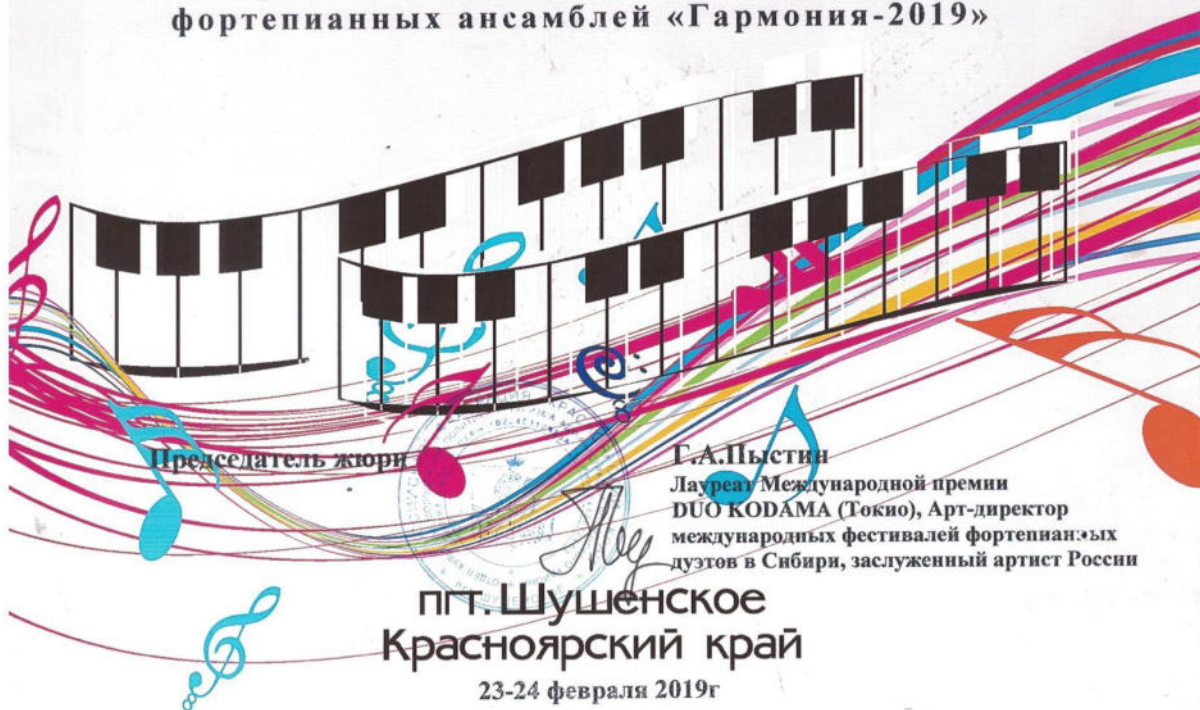 фортепианных ансамблей «Гармония-2019»
Председатель жюри
Г.А.Пыстин
Лауреат Международной премии
DUO KODAMA (Токио), Арт-директор
международных фестивалей фортепианных
дуэтов в Сибири, заслуженный артист России
пгт. Шушенское
Красноярский край
23-24 февраля 2019г